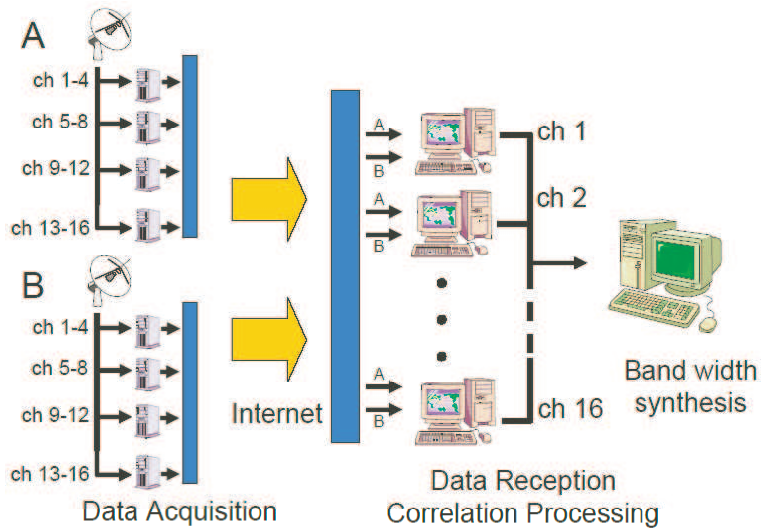 A
ch 1-4
ch 5-8
ch 9-12
ch 13-16
B
ch 1-4
ch 5-8
ch 9-12
ch 13-16
Data Acquisition
Internet
A
B
ch 1
A
B
ch 2
A
B
ch 16
Data Reception
Correlation Processing
Band width
synthesis